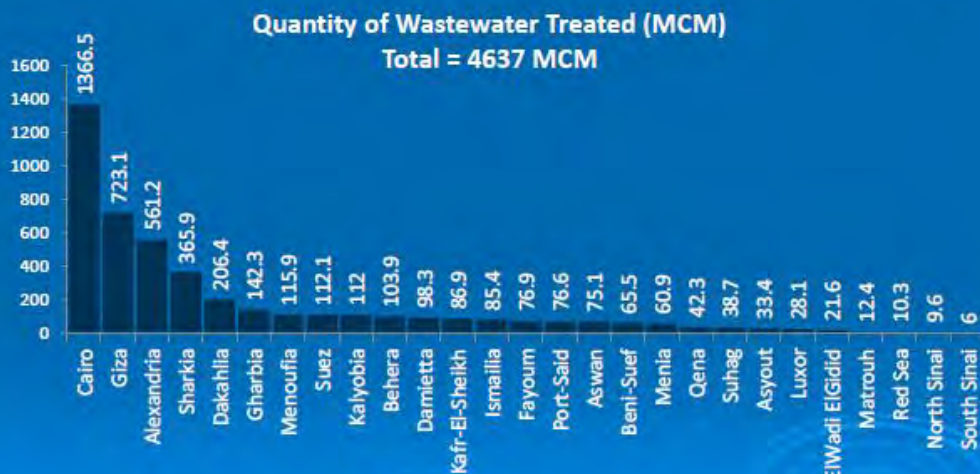 Quantity of Wastewater Treated (MCM)
Total = 4637 MCM
1600
1400
1200
1000
800
600
400
200
0
1366.5
723.1
561.2
365.9
206.4
142.3
115.9
112.1
112
103.9
98.3
86.9
85.4
76.9
76.6
75.1
65.5
60.9
42.3
38.7
33.4
28.1
21.6
12.4
10.3
9.6
6
Cairo
Giza
Alexandria
Sharkia
Dakahlia
Gharbia
Menoufia
Suez
Kalyobia
Behera
Damietta
Kafr-El-Sheikh
Ismailia
Fayoum
Port-Said
Aswan
Beni-Suef
Menia
Qena
Suhag
Asyout
Luxor
ElWadi ElGidid
Matrouh
Red Sea
North Sinai
South Sinai